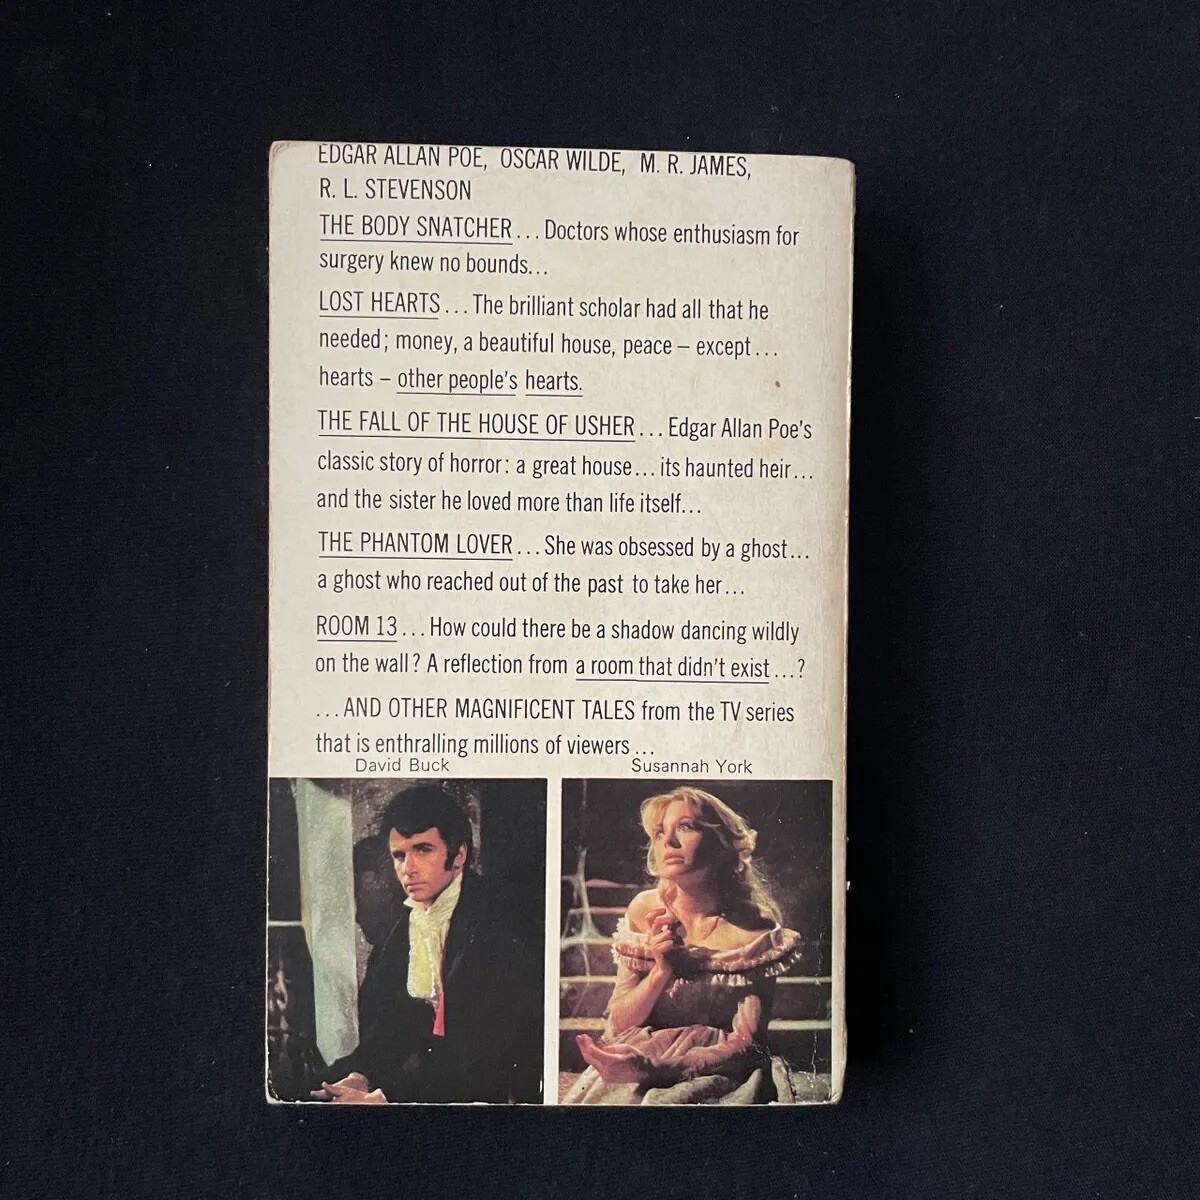 EDGAR ALLAN POE, OSCAR WILDE, M. R. JAMES,
R. L. STEVENSON
THE BODY SNATCHER... Doctors whose enthusiasm for
surgery knew no bounds...
LOST HEARTS... The brilliant scholar had all that he
needed; money, a beautiful house, peace – except...
hearts – other people's hearts.
THE FALL OF THE HOUSE OF USHER... Edgar Allan Poe's
classic story of horror: a great house... its haunted heir...
and the sister he loved more than life itself...
THE PHANTOM LOVER... She was obsessed by a ghost...
a ghost who reached out of the past to take her...
ROOM 13... How could there be a shadow dancing wildly
on the wall? A reflection from a room that didn't exist...?
...AND OTHER MAGNIFICENT TALES from the TV series
that is enthralling millions of viewers...
David Buck
Susannah York